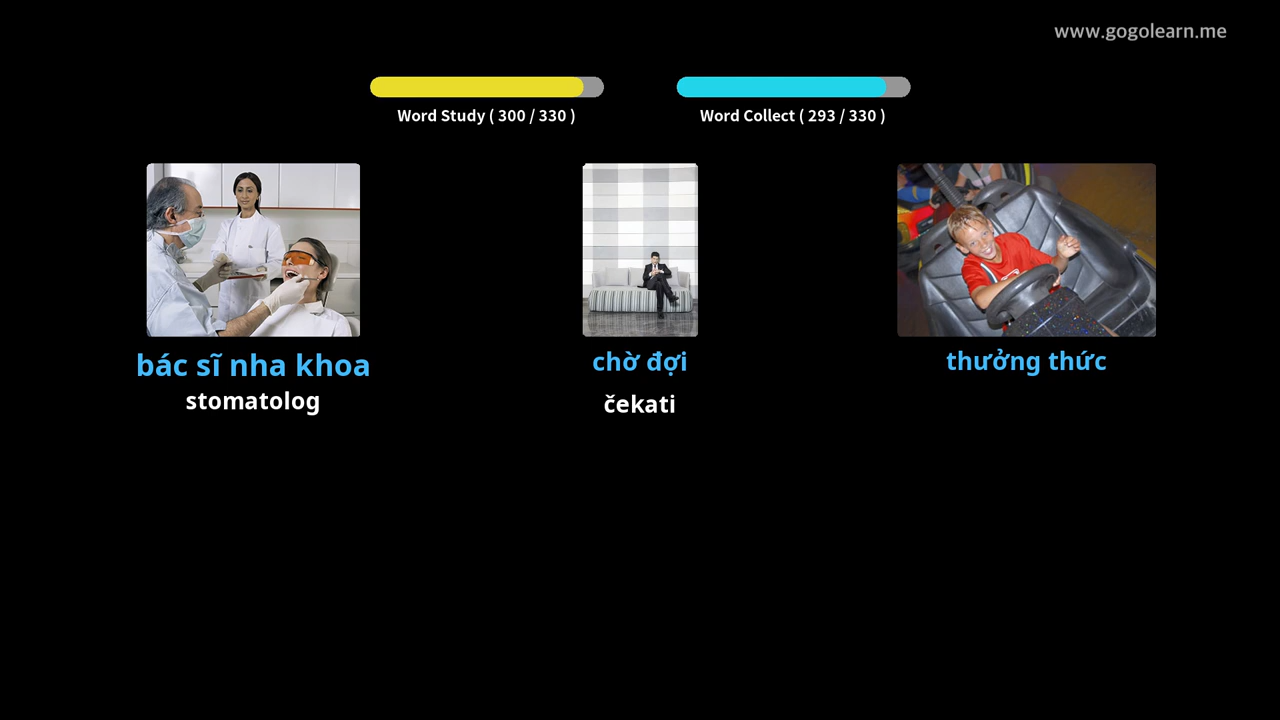 www.gogolearn.me
Word Study ( 300 / 330 )
Word Collect ( 293 / 330 )
bác sĩ nha khoa
stomatolog
chờ đợi
čekati
thưởng thức